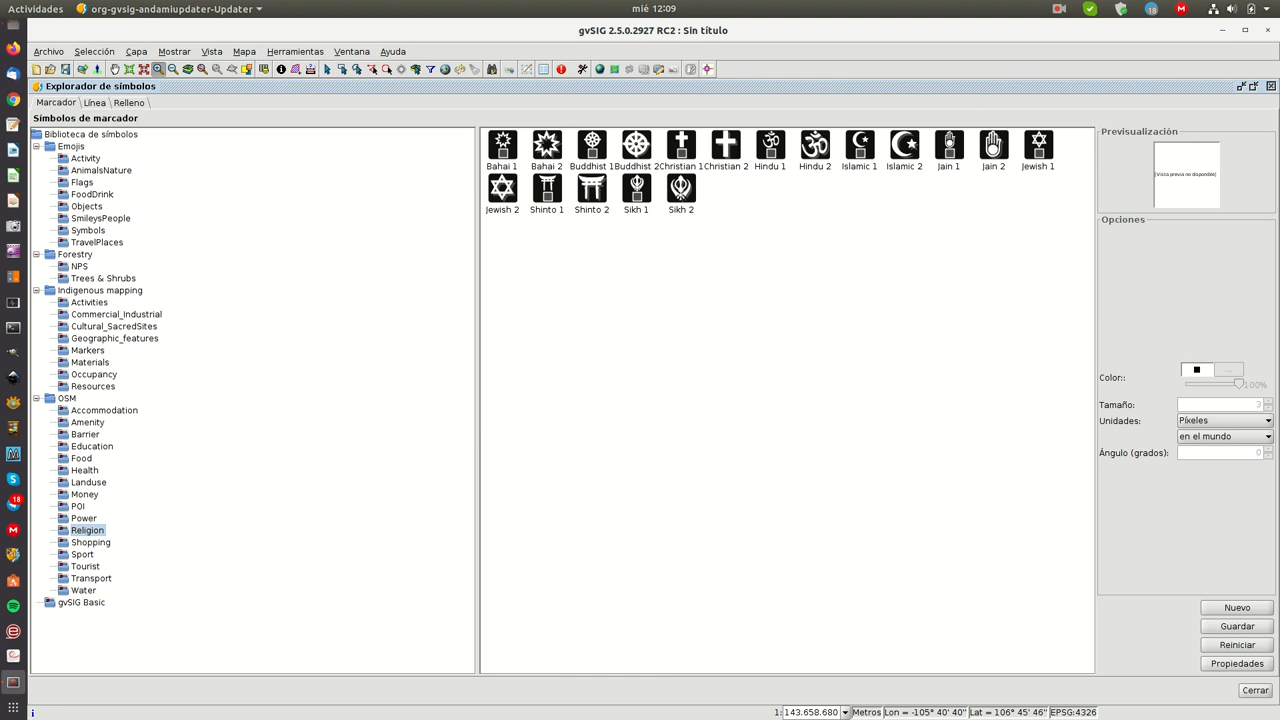 Actividades org-gvsig-andamiupdater-Updater mié 12:09 18
gvSIG 2.5.0.2927 RC2 : Sin título
Archivo Selección Capa Mostrar Vista Mapa Herramientas Ventana Ayuda
Explorador de símbolos
Marcador Línea Relleno
Símbolos de marcador
Biblioteca de símbolos
Emojis
Activity
AnimalsNature
Flags
FoodDrink
Objects
SmileysPeople
Symbols
TravelPlaces
Forestry
NPS
Trees & Shrubs
Indigenous mapping
Activities
Commercial_Industrial
Cultural_SacredSites
Geographic_features
Markers
Materials
Occupancy
Resources
OSM
Accommodation
Amenity
Barrier
Education
Food
Health
Landuse
Money
POI
Power
Religion
Shopping
Sport
Tourist
Transport
Water
gvSIG Basic
18
Bahai 1 Bahai 2 Buddhist 1 Buddhist 2 Christian 1 Christian 2 Hindu 1 Hindu 2 Islamic 1 Islamic 2 Jain 1 Jain 2 Jewish 1
Jewish 2 Shinto 1 Shinto 2 Sikh 1 Sikh 2
Previsualización
[Vista previa no disponible]
Opciones
Color:: ...
100%
Tamaño: 3
Unidades: Píxeles
en el mundo
Ángulo (grados): 0
Nuevo
Guardar
Reiniciar
Propiedades
Cerrar
1: 143.658.680 Metros Lon = -105° 40' 40" Lat = 106° 45' 46" EPSG:4326